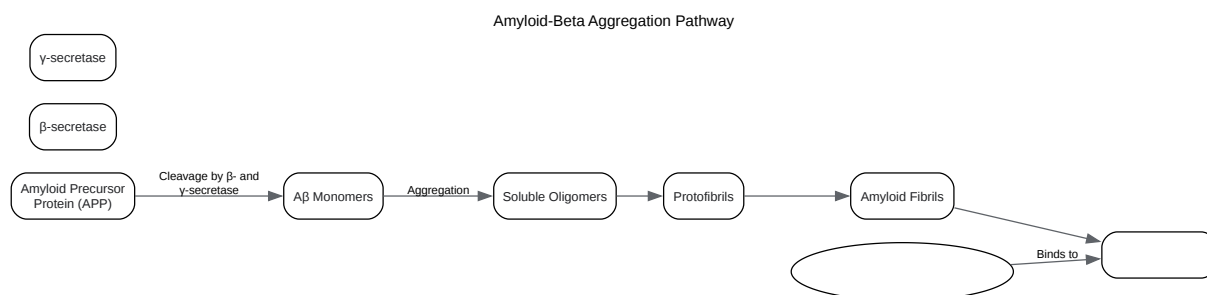 Amyloid-Beta Aggregation Pathway
γ-secretase
β-secretase
Amyloid Precursor
Protein (APP)
Cleavage by β- and
γ-secretase
Aβ Monomers
Aggregation
Soluble Oligomers
Protofibrils
Amyloid Fibrils
Binds to